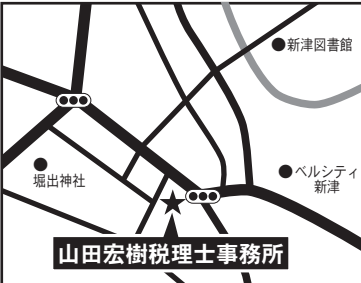 新津図書館
堀出神社
ベルシティ
新津
山田宏樹税理士事務所